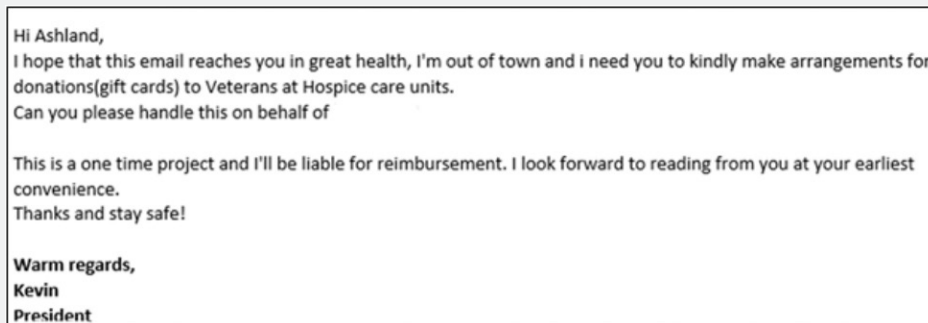 Hi Ashland,
I hope that this email reaches you in great health, I'm out of town and i need you to kindly make arrangements for
donations(gift cards) to Veterans at Hospice care units.
Can you please handle this on behalf of
This is a one time project and I'll be liable for reimbursement. I look forward to reading from you at your earliest
convenience.
Thanks and stay safe!
Warm regards,
Kevin
President